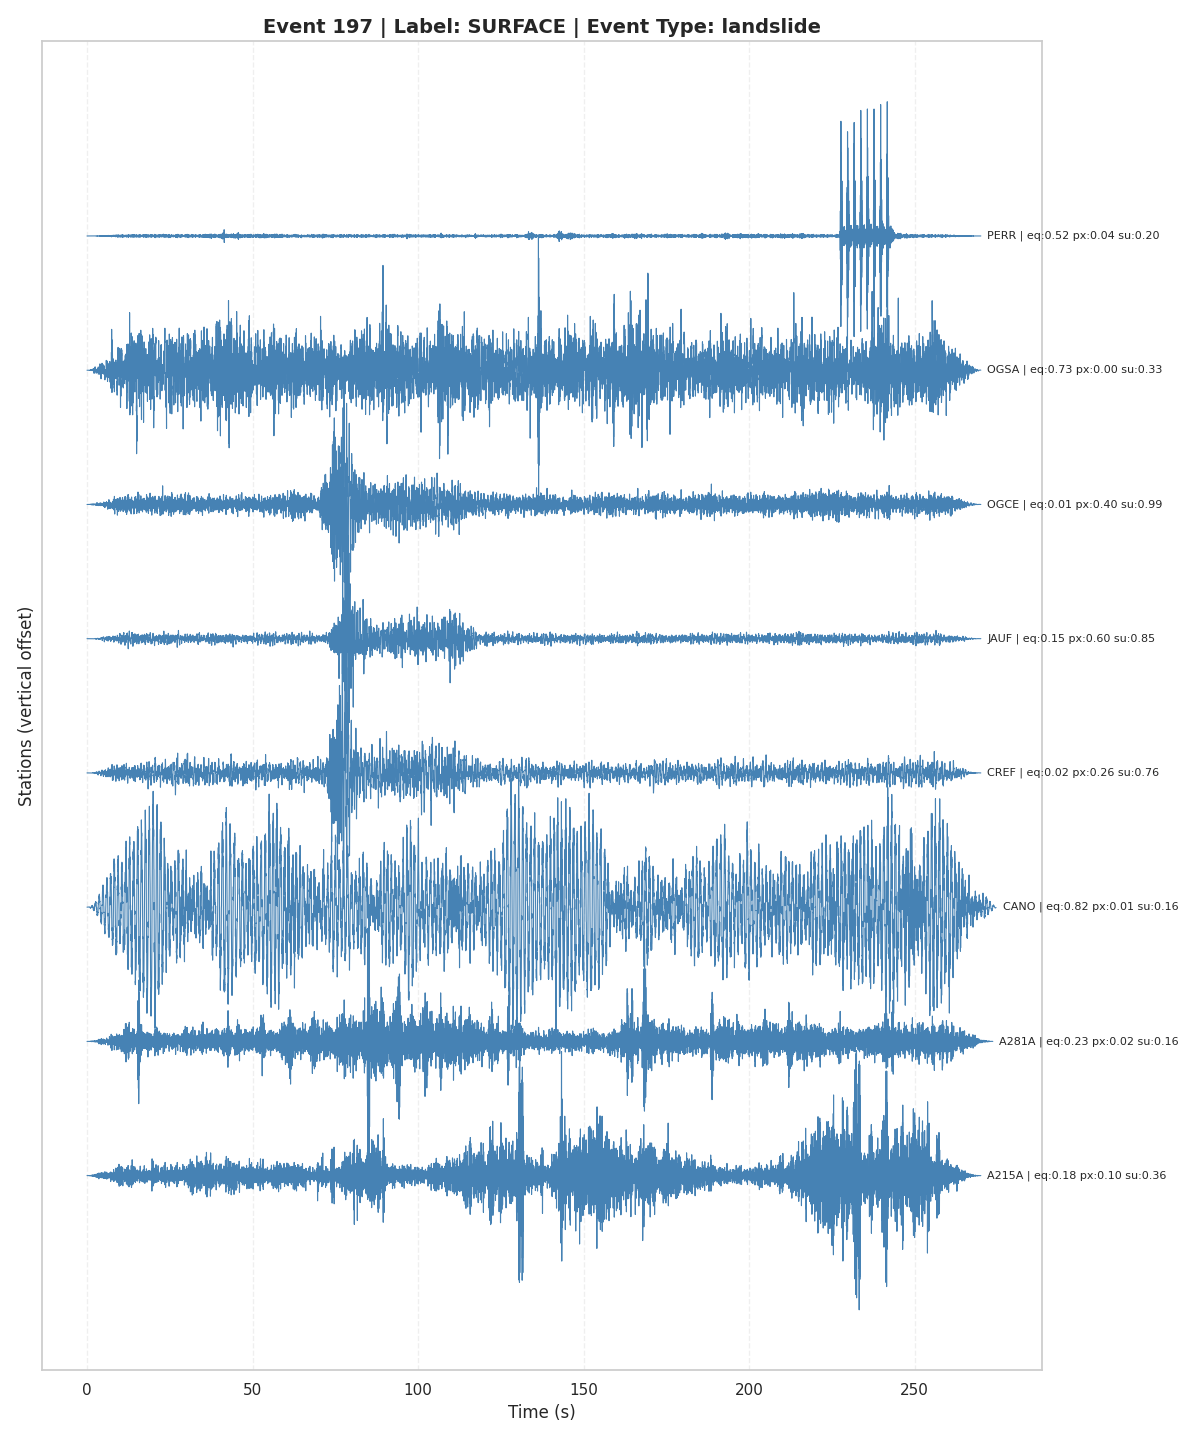 Event 197 | Label: SURFACE | Event Type: landslide
PERR | eq:0.52 px:0.04 su:0.20
OGSA | eq:0.73 px:0.00 su:0.33
OGCE | eq:0.01 px:0.40 su:0.99
JAUF | eq:0.15 px:0.60 su:0.85
CREF | eq:0.02 px:0.26 su:0.76
CANO | eq:0.82 px:0.01 su:0.16
A281A | eq:0.23 px:0.02 su:0.16
A215A | eq:0.18 px:0.10 su:0.36
Stations (vertical offset)
0 50 100 150 200 250
Time (s)